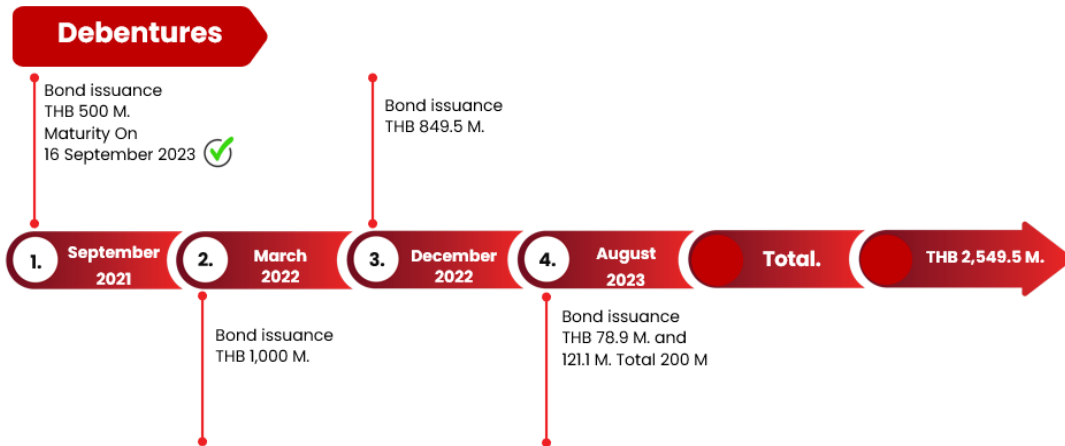 Debentures
Bond issuance
THB 500 M.
Maturity On
16 September 2023
Bond issuance
THB 849.5 M.
1.
September
2021
2.
March
2022
3.
December
2022
4.
August
2023
Total.
THB 2,549.5 M.
Bond issuance
THB 1,000 M.
Bond issuance
THB 78.9 M. and
121.1 M. Total 200 M